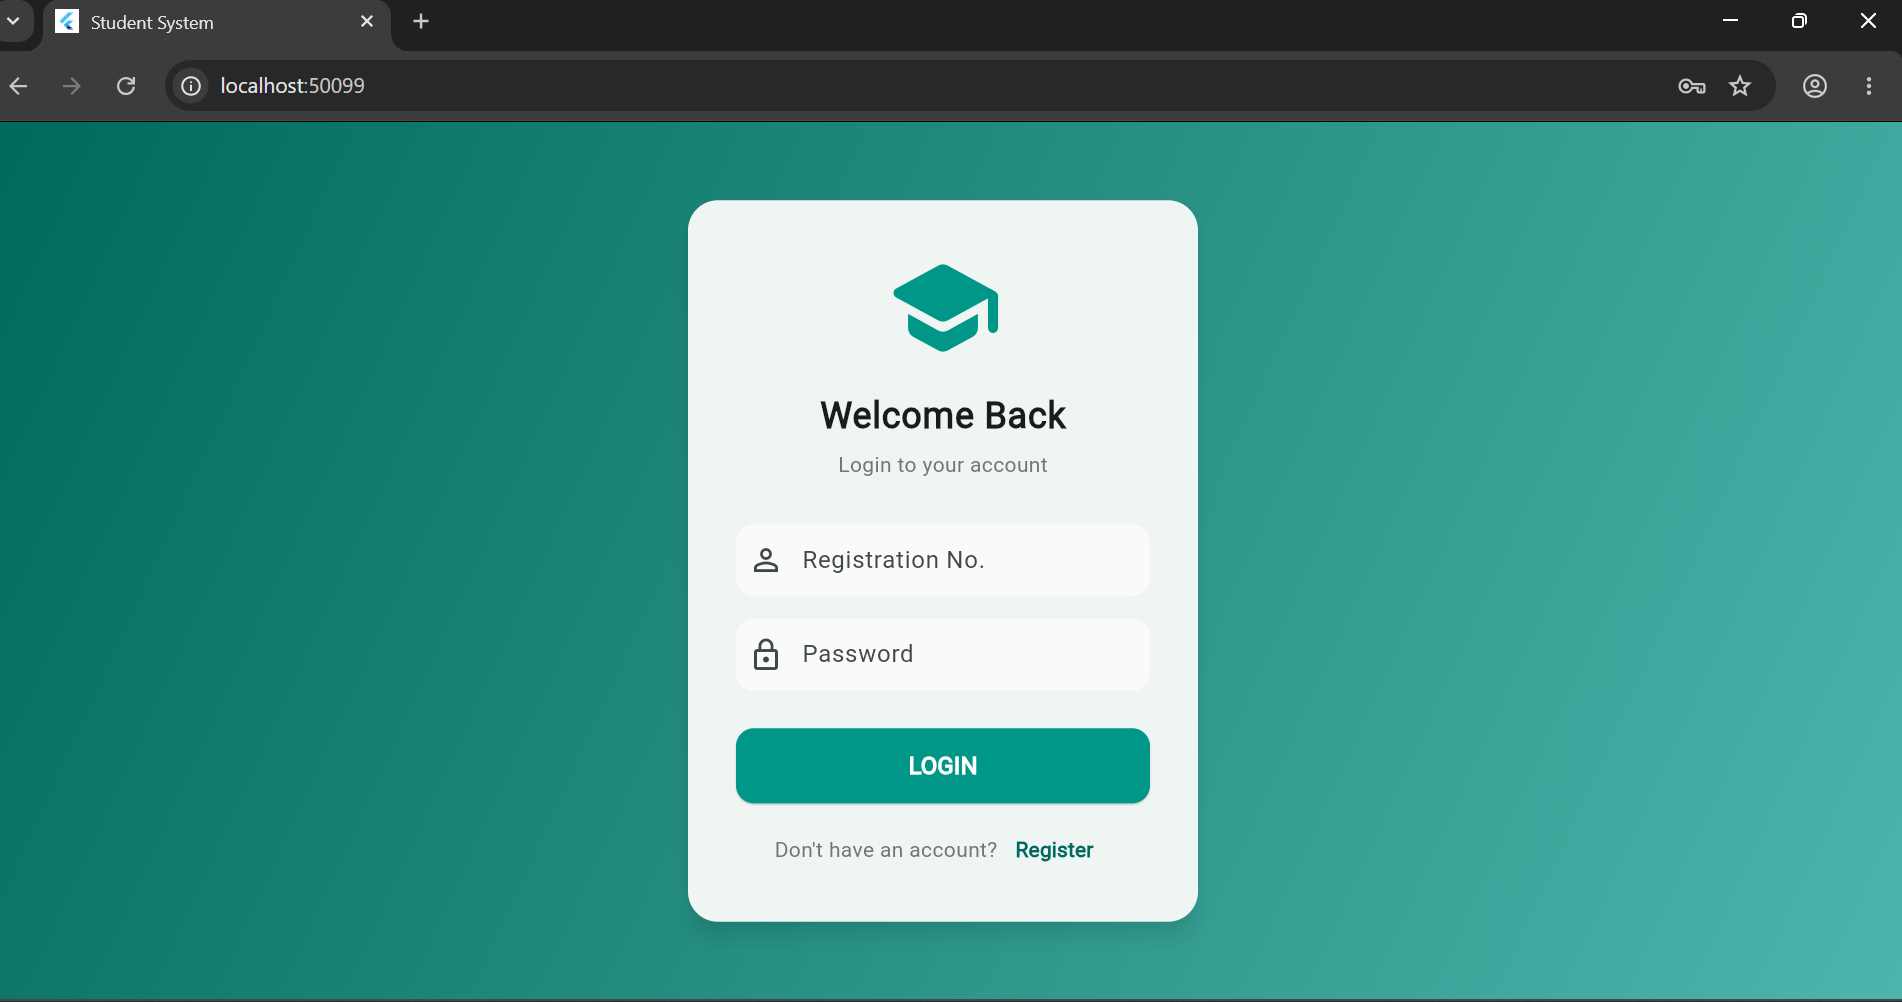 Student System
localhost:50099
Welcome Back
Login to your account
Registration No.
Password
LOGIN
Don't have an account? Register